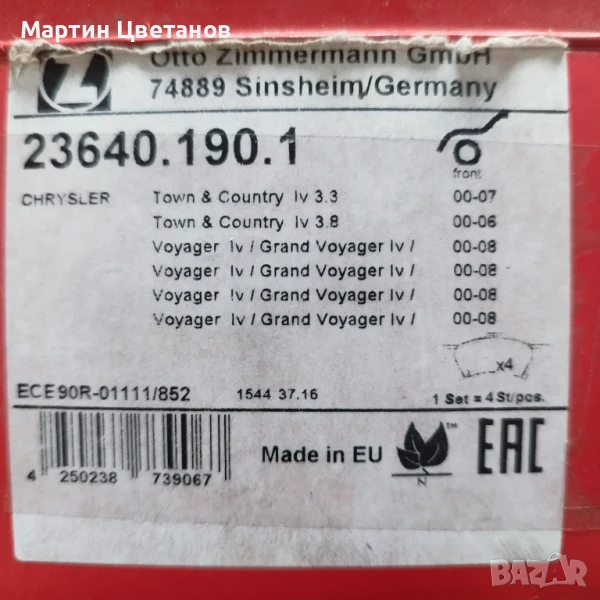 Мартин Цветанов
Otto Zimmermann GmbH
74889 Sinsheim/Germany
Z
23640.190.1
front
CHRYSLER Town & Country Iv 3.3 00-07
Town & Country Iv 3.8 00-06
Voyager Iv / Grand Voyager Iv / 00-08
Voyager Iv / Grand Voyager Iv / 00-08
Voyager Iv / Grand Voyager Iv / 00-08
Voyager Iv / Grand Voyager Iv / 00-08
x4
ECE90R-01111/852 1544 37.16 1 Set = 4 St/pcs.
4 250238 739067
Made in EU
N
TM
EAC
BAZAR